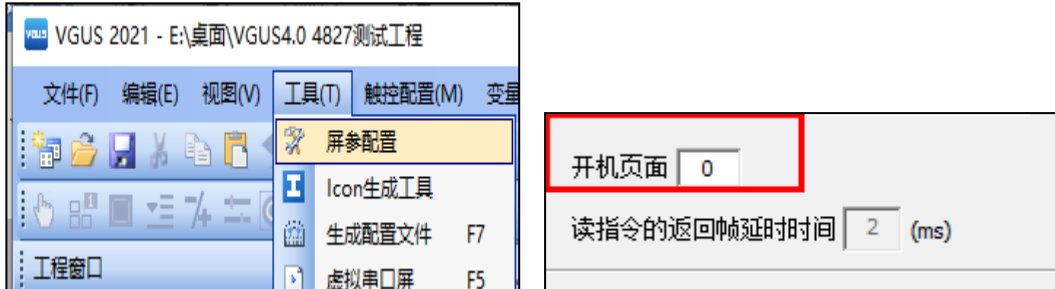 VGUS 2021 - E:\桌面\VGUS4.0 4827测试工程
文件(F) 编辑(E) 视图(V) 工具(T) 触控配置(M) 变量
屏参配置
Icon生成工具
生成配置文件 F7
工程窗口
虚拟串口屏 F5
开机页面 0
读指令的返回帧延时时间 2 (ms)